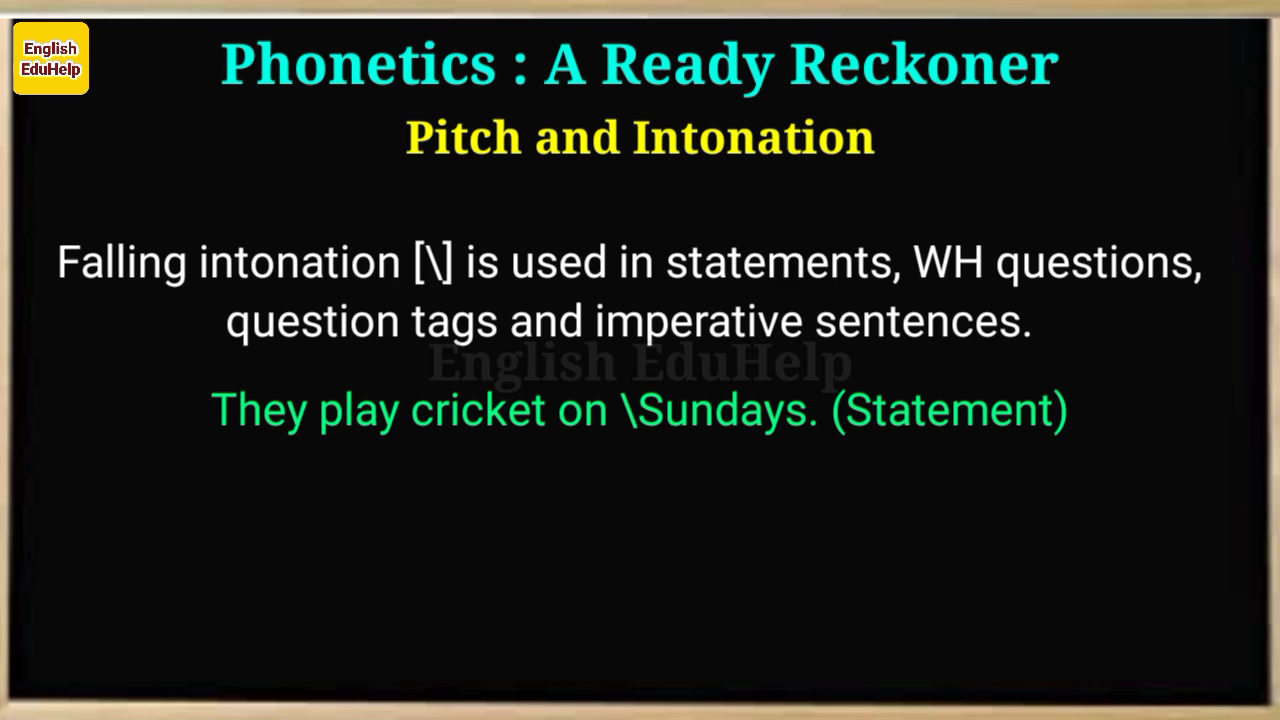 English
EduHelp
Phonetics : A Ready Reckoner
Pitch and Intonation
Falling intonation [\] is used in statements, WH questions,
question tags and imperative sentences.
English EduHelp
They play cricket on \Sundays. (Statement)